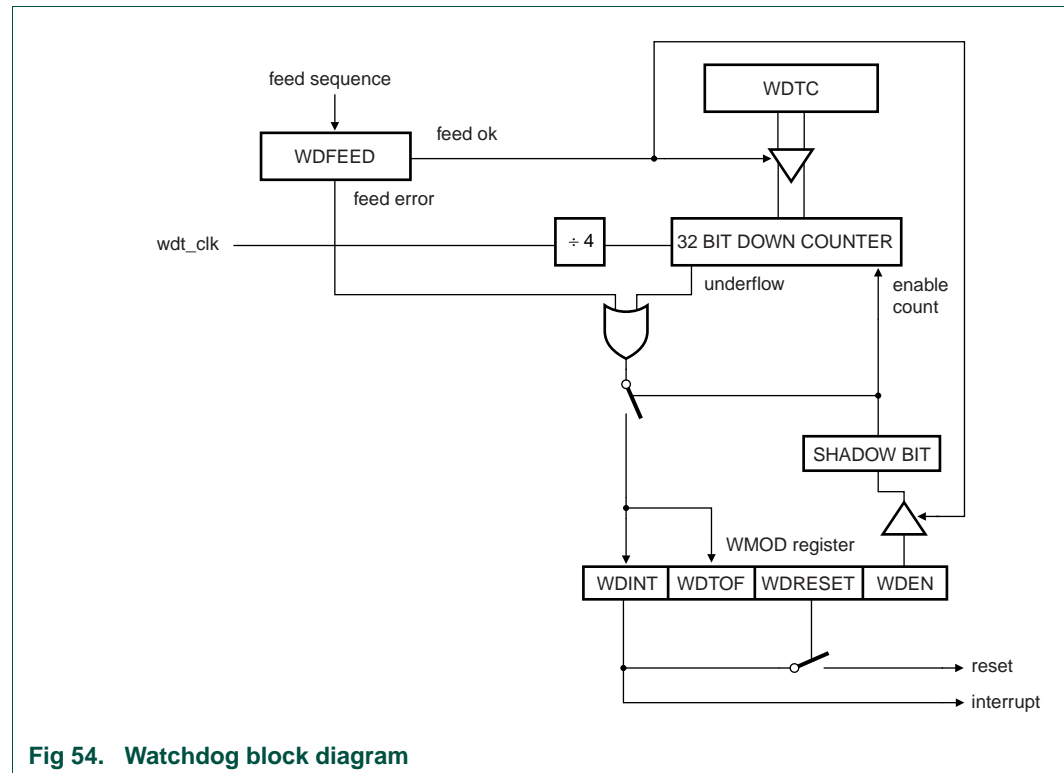 feed sequence
WDTC
feed ok
WDFEED
feed error
wdt_clk
÷ 4
32 BIT DOWN COUNTER
underflow
enable
count
SHADOW BIT
WMOD register
WDINT
WDTOF
WDRESET
WDEN
reset
interrupt
Fig 54. Watchdog block diagram